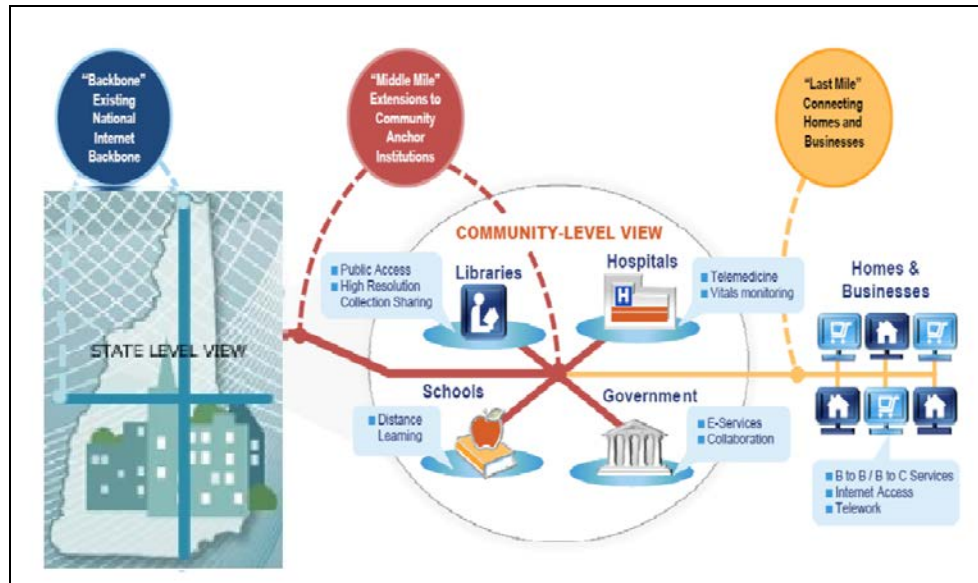 “Backbone”
Existing
National
Internet
Backbone
“Middle Mile”
Extensions to
Community
Anchor
Institutions
“Last Mile”
Connecting
Homes and
Businesses
STATE LEVEL VIEW
COMMUNITY-LEVEL VIEW
Public Access
High Resolution
Collection Sharing
Libraries
Hospitals
H
Telemedicine
Vitals monitoring
Schools
Distance
Learning
Government
E-Services
Collaboration
Homes &
Businesses
B to B / B to C Services
Internet Access
Telework